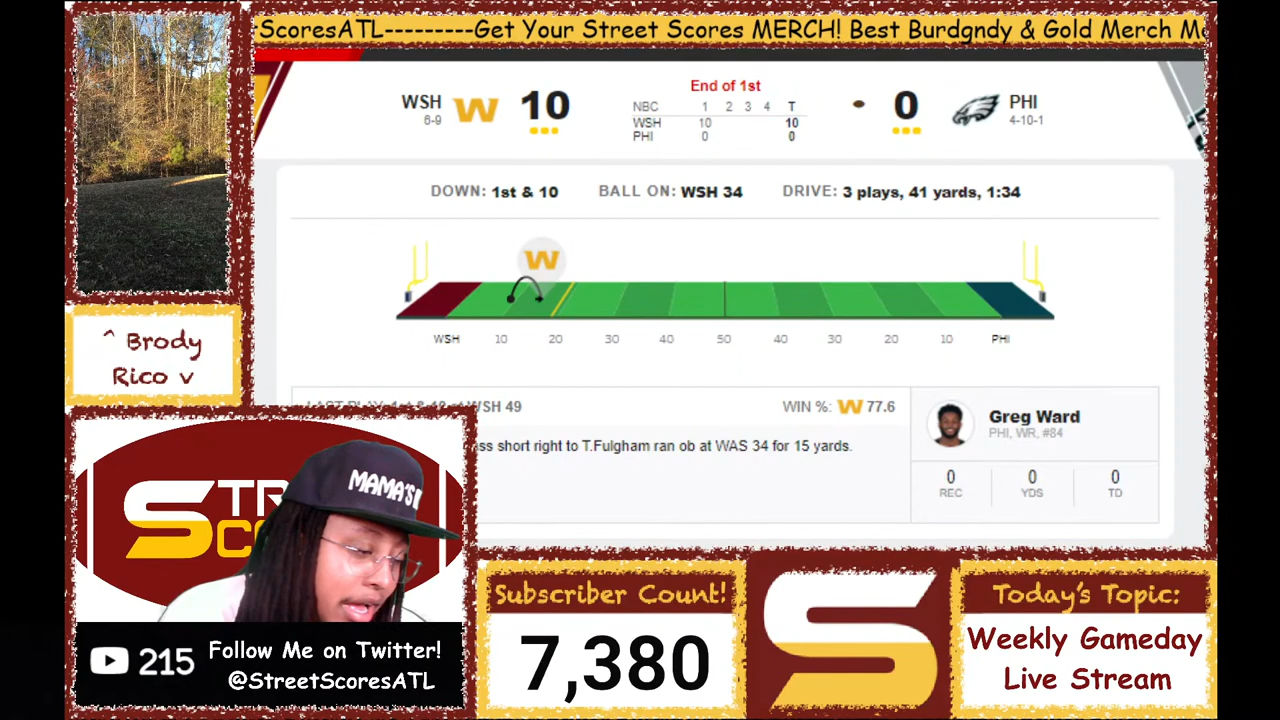 ScoresATL---------Get Your Street Scores MERCH! Best Burdgndy & Gold Merch
WSH
6-9
W
10
End of 1st
NBC 1 2 3 4 T
WSH 10 10
PHI 0 0
0
PHI
4-10-1
DOWN: 1st & 10
BALL ON: WSH 34
DRIVE: 3 plays, 41 yards, 1:34
W
WSH 10 20 30 40 50 40 30 20 10 PHI
WSH 49
WIN %: W 77.6
short right to T.Fulgham ran ob at WAS 34 for 15 yards.
Greg Ward
PHI, WR, #84
0 0 0
REC YDS TD
^ Brody
Rico v
MAMA'S
215
Follow Me on Twitter!
@StreetScoresATL
Subscriber Count!
7,380
S
Today's Topic:
Weekly Gameday
Live Stream